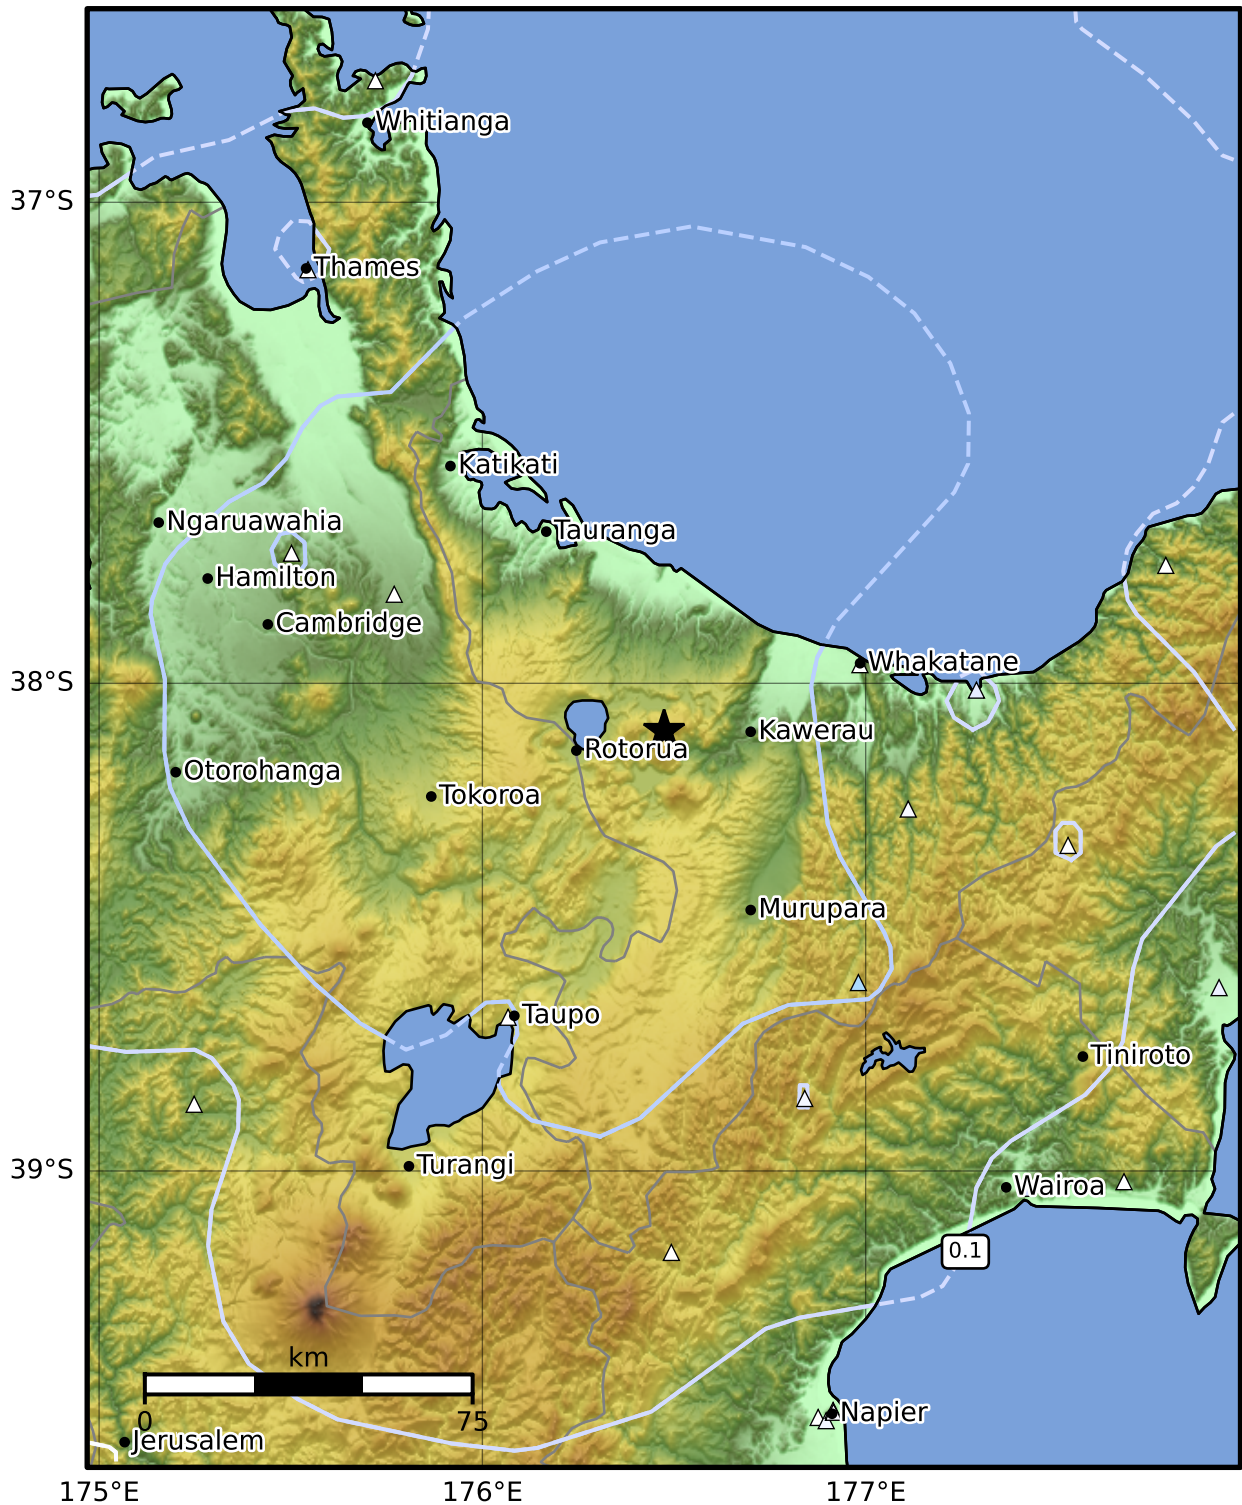 Whitianga
37°S
Thames
Katikati
Ngaruawahia
Tauranga
Hamilton
Cambridge
Whakatane
38°S
Kawerau
Rotorua
Otorohanga
Tokoroa
Murupara
Taupo
Tiniroto
Turangi
39°S
Wairoa
0.1
km
0
75
Napier
Jerusalem
175°E
176°E
177°E